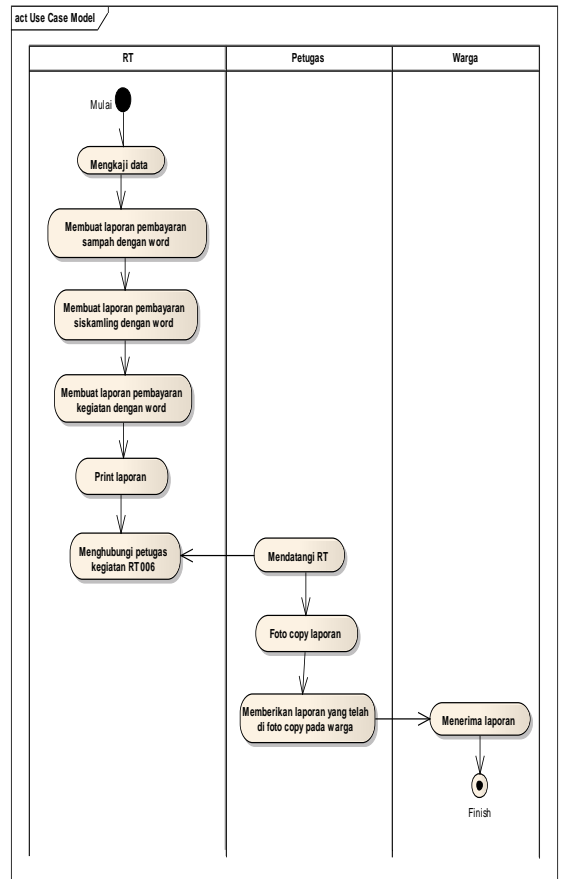 act Use Case Model
RT
Petugas
Warga
Mulai
Mengkaji data
Membuat laporan pembayaran
sampah dengan word
Membuat laporan pembayaran
siskamling dengan word
Membuat laporan pembayaran
kegiatan dengan word
Print laporan
Menghubungi petugas
kegiatan RT006
Mendatangi RT
Foto copy laporan
Memberikan laporan yang telah
di foto copy pada warga
Menerima laporan
Finish